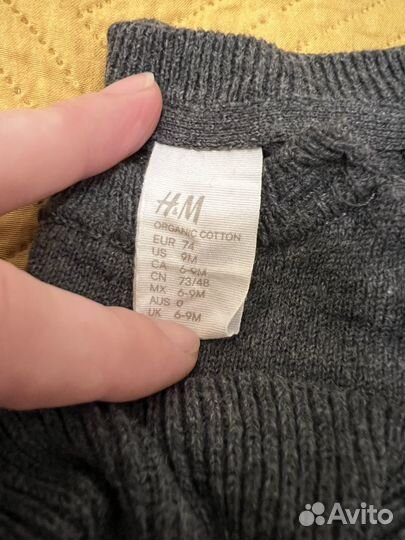 H&M
ORGANIC COTTON
EUR 74
US 9M
CA 6-9M
CN 73/48
MX 6-9M
AUS 0
UK 6-9M
Avito